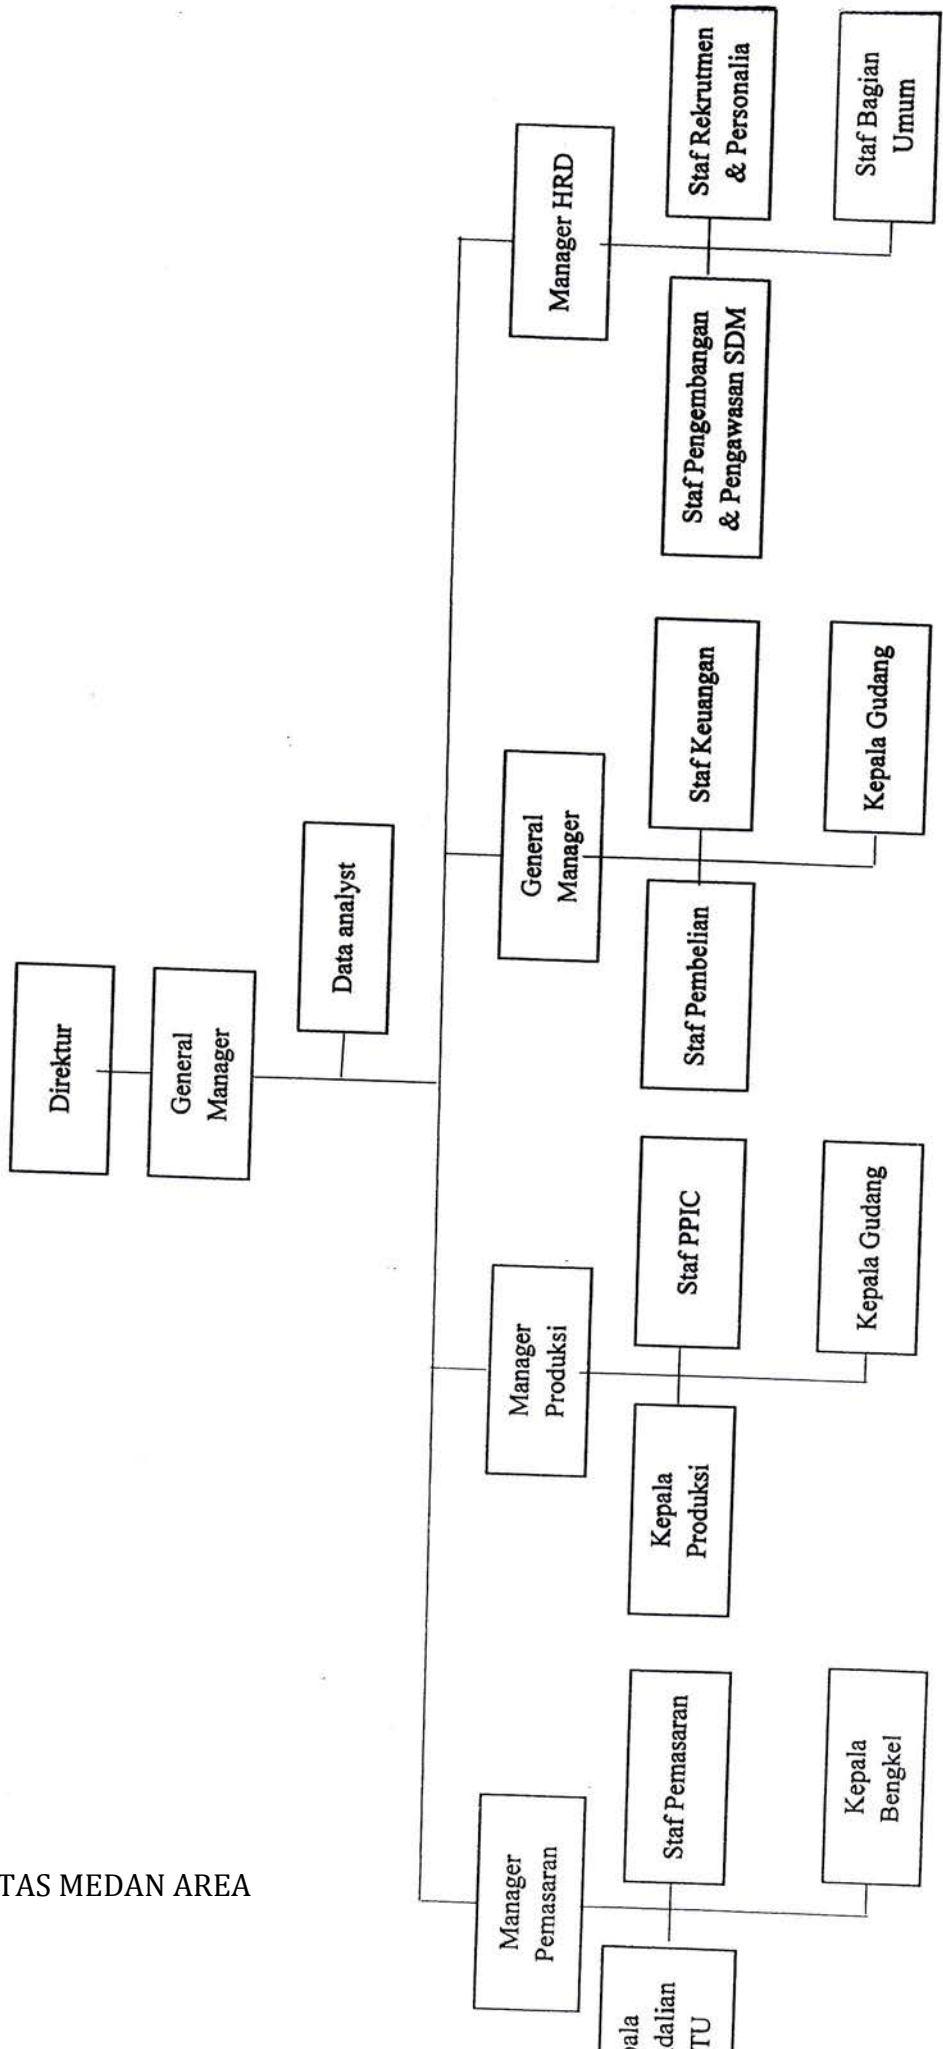 Direktur
General
Manager
Data analyst
Manager
Pemasaran
Manager
Produksi
General
Manager
Manager HRD
dalian
TU
Staf Pemasaran
Kepala
Produksi
Staf PPIC
Staf Pembelian
Staf Keuangan
Staf Pengembangan
& Pengawasan SDM
Staf Rekrutmen
& Personalia
Kepala
Bengkel
Kepala Gudang
Kepala Gudang
Staf Bagian
Umum
TAS MEDAN AREA